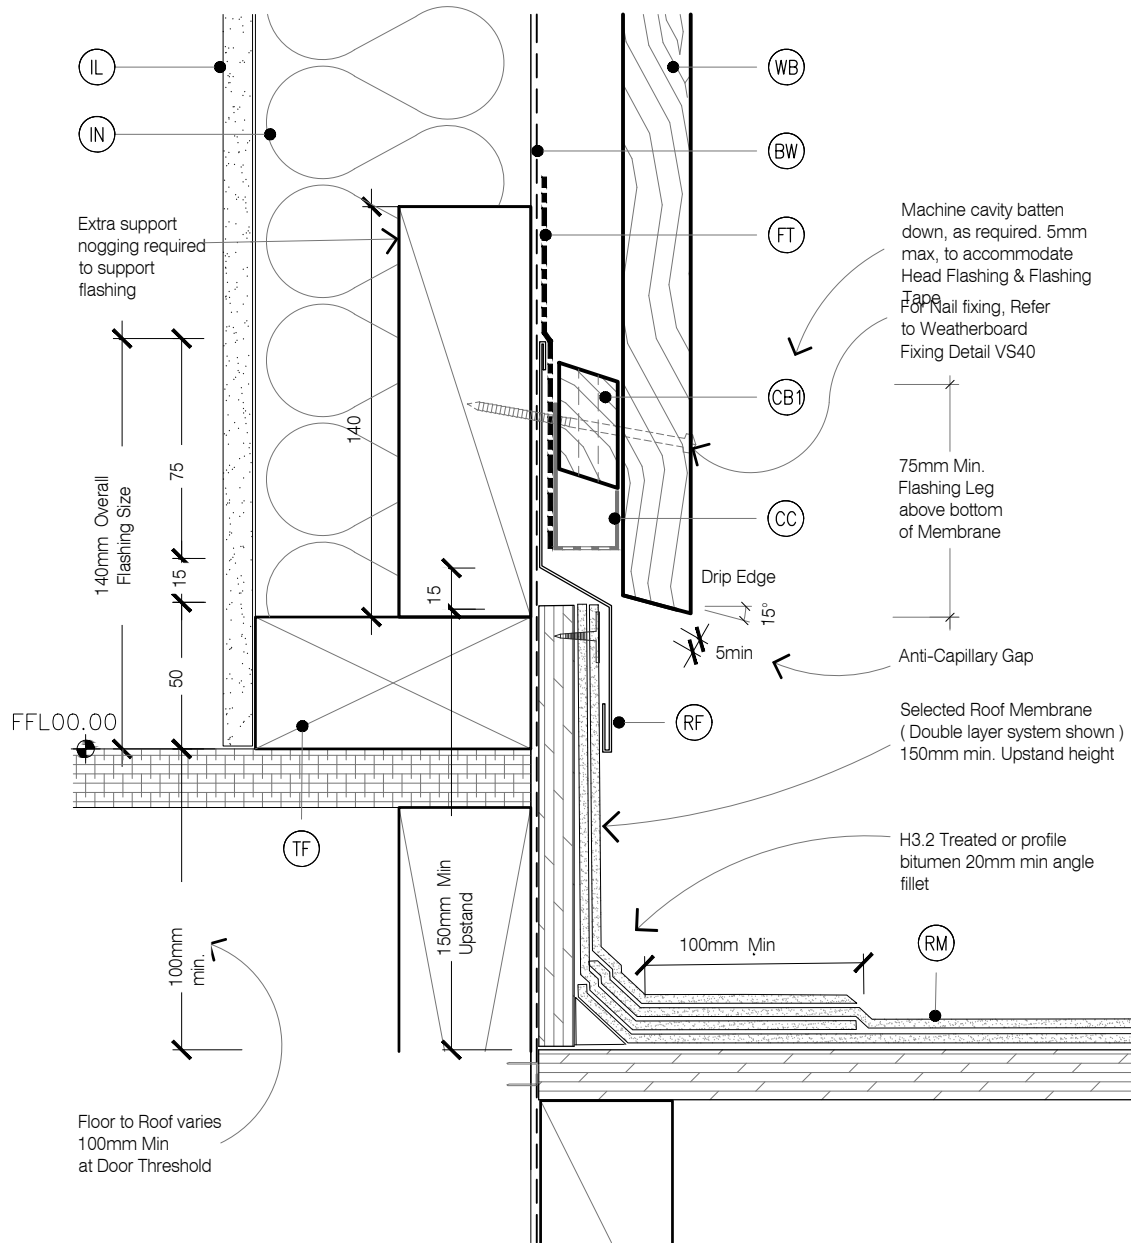 IL
IN
WB
BW
FT
Extra support
nogging required
to support
flashing
Machine cavity batten
down, as required. 5mm
max, to accommodate
Head Flashing & Flashing
Tape
For Nail fixing, Refer
to Weatherboard
Fixing Detail VS40
CB1
CC
140
140mm Overall
Flashing Size
75
15
50
15
75mm Min.
Flashing Leg
above bottom
of Membrane
Drip Edge
15°
5min
Anti-Capillary Gap
FFL00.00
RF
Selected Roof Membrane
( Double layer system shown )
150mm min. Upstand height
TF
H3.2 Treated or profile
bitumen 20mm min angle
fillet
150mm Min
Upstand
100mm
min.
100mm Min
RM
Floor to Roof varies
100mm Min
at Door Threshold